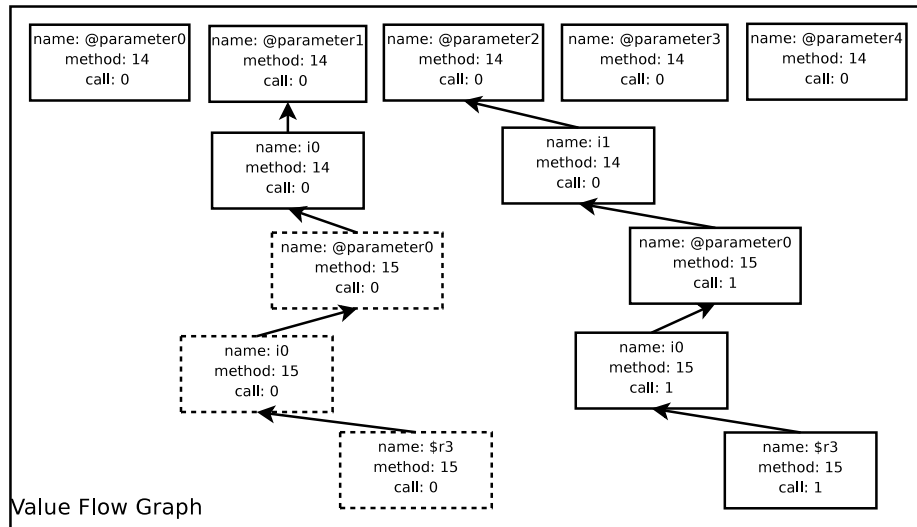 name: @parameter0
method: 14
call: 0
name: @parameter1
method: 14
call: 0
name: @parameter2
method: 14
call: 0
name: @parameter3
method: 14
call: 0
name: @parameter4
method: 14
call: 0
name: i0
method: 14
call: 0
name: i1
method: 14
call: 0
name: @parameter0
method: 15
call: 0
name: @parameter0
method: 15
call: 1
name: i0
method: 15
call: 0
name: i0
method: 15
call: 1
name: $r3
method: 15
call: 0
name: $r3
method: 15
call: 1
Value Flow Graph